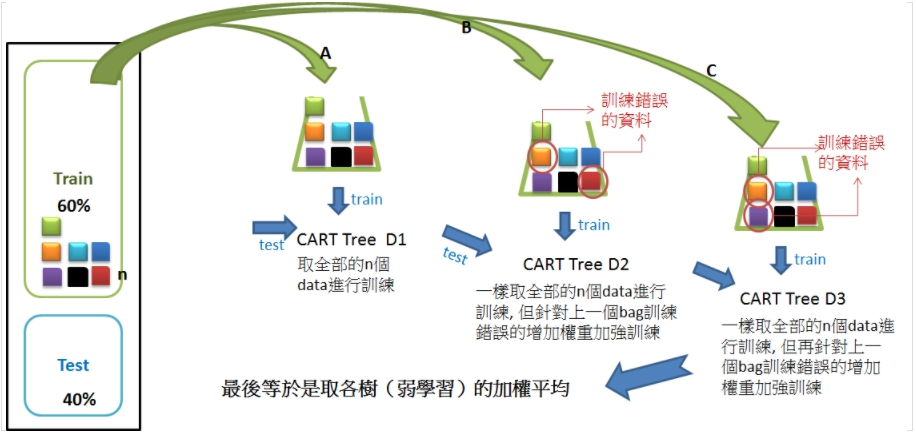 A
B
C
訓練錯誤
的資料
訓練錯誤
的資料
Train
60%
n
train
train
train
test
CART Tree D1
取全部的n個
data進行訓練
test
CART Tree D2
一樣取全部的n個data進行
訓練, 但針對上一個bag訓練
錯誤的增加權重加強訓練
CART Tree D3
一樣取全部的n個data進
行訓練, 但再針對上一
個bag訓練錯誤的增加
權重加強訓練
Test
40%
最後等於是取各樹（弱學習）的加權平均